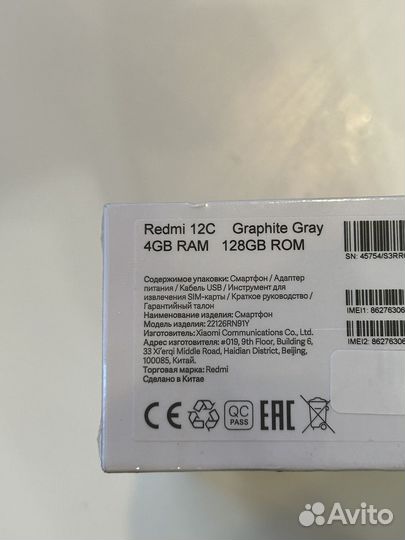 Redmi 12C Graphite Gray
4GB RAM 128GB ROM
Содержимое упаковки: Смартфон / Адаптер
питания / Кабель USB / Инструмент для
извлечения SIM-карты / Краткое руководство /
Гарантийный талон
Наименование изделия: Смартфон
Модель изделия: 22126RN91Y
Изготовитель: Xiaomi Communications Co., Ltd.
Адрес изготовителя: #019, 9th Floor, Building 6,
33 Xi'erqi Middle Road, Haidian District, Beijing,
100085, Китай.
Торговая марка: Redmi
Сделано в Китае
CE QC PASS EAC
SN: 45754/S3RR
IMEI1: 86276306
IMEI2: 8627630
Avito